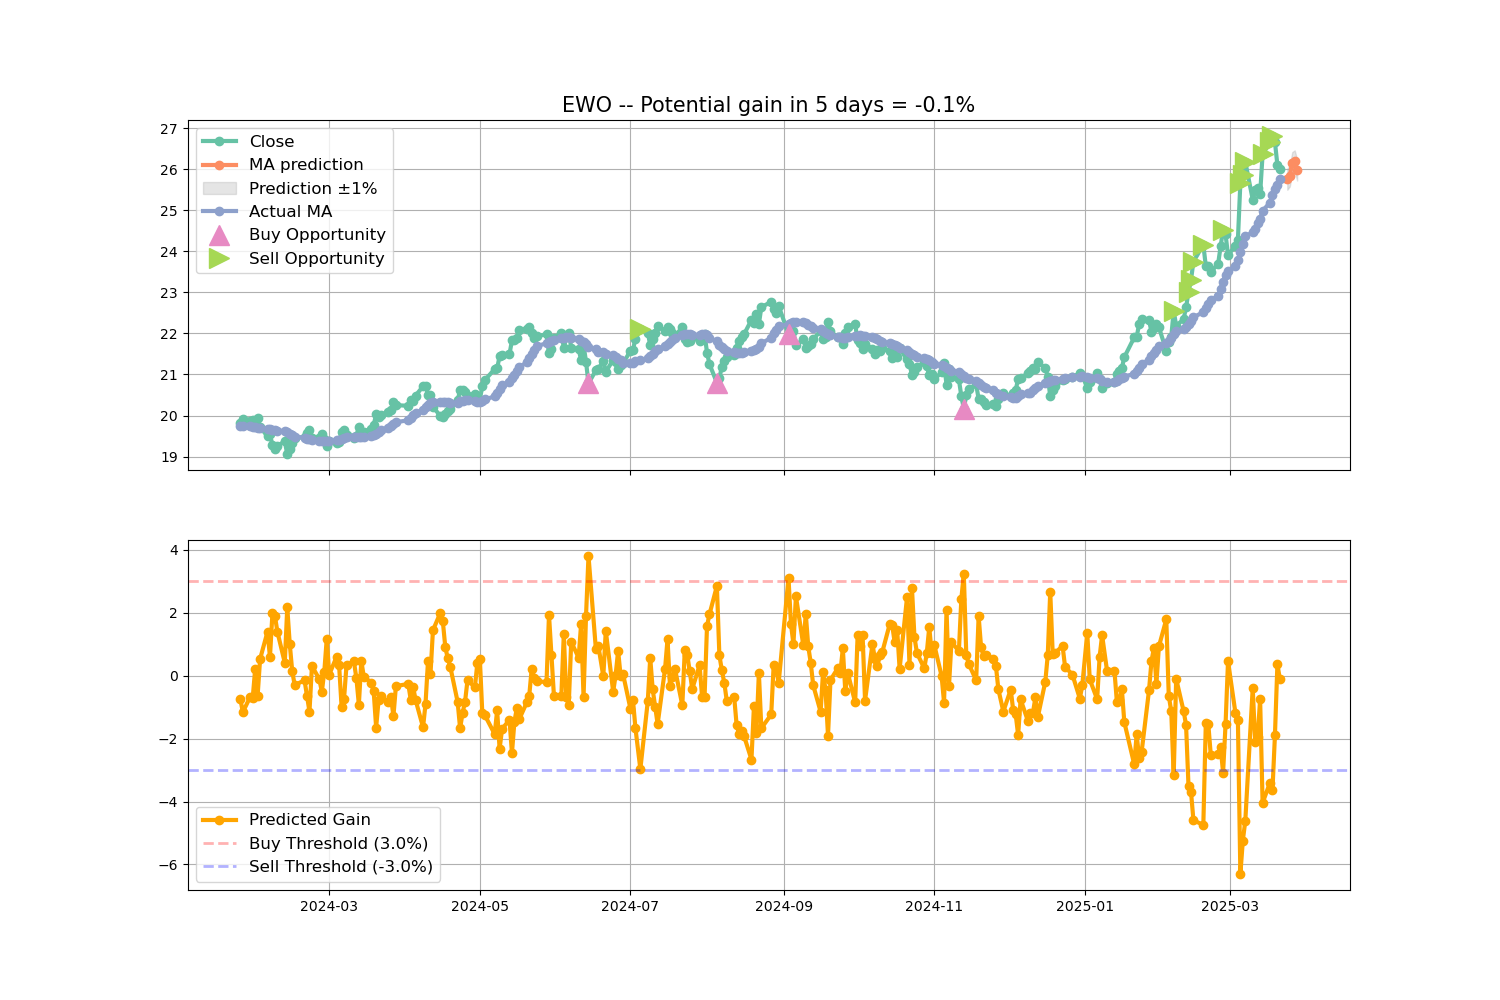 EWO -- Potential gain in 5 days = -0.1%
27
26
25
24
23
22
21
20
19
Close
MA prediction
Prediction ±1%
Actual MA
Buy Opportunity
Sell Opportunity
4
2
0
−2
−4
−6
Predicted Gain
Buy Threshold (3.0%)
Sell Threshold (-3.0%)
2024-03
2024-05
2024-07
2024-09
2024-11
2025-01
2025-03